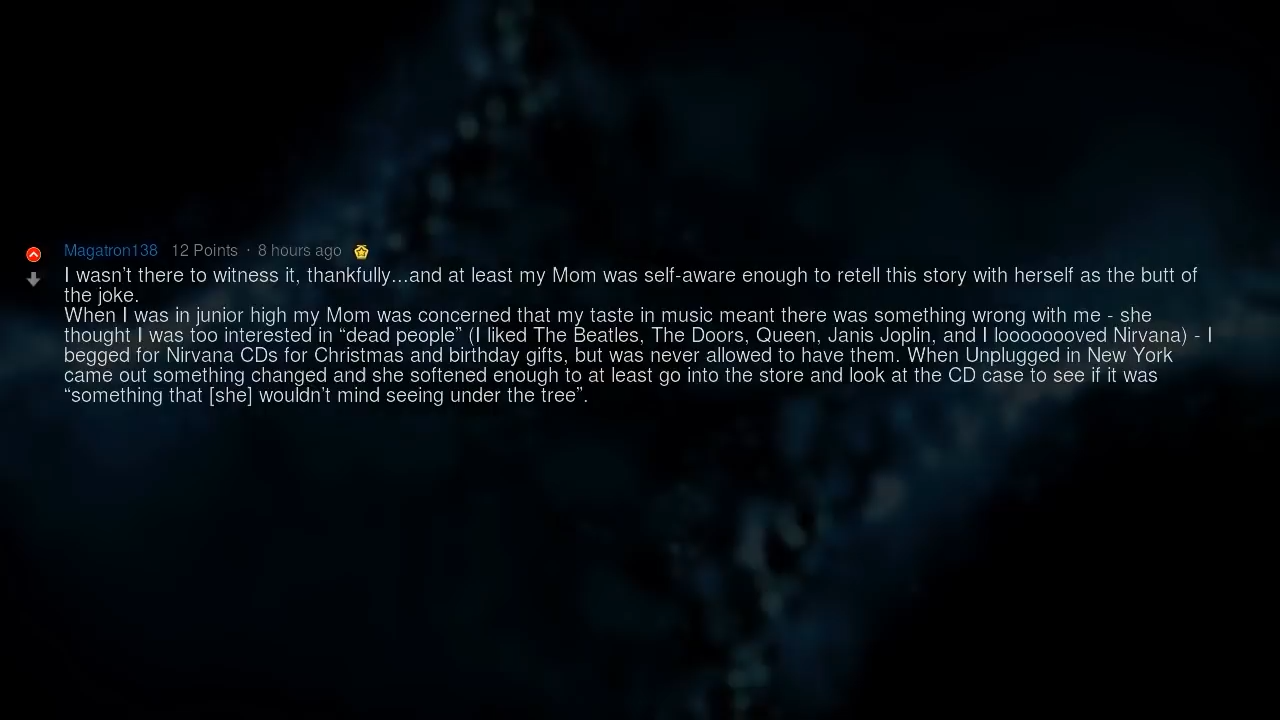 Magatron138 12 Points · 8 hours ago
I wasn't there to witness it, thankfully...and at least my Mom was self-aware enough to retell this story with herself as the butt of
the joke.
When I was in junior high my Mom was concerned that my taste in music meant there was something wrong with me - she
thought I was too interested in “dead people” (I liked The Beatles, The Doors, Queen, Janis Joplin, and I loooooooved Nirvana) - I
begged for Nirvana CDs for Christmas and birthday gifts, but was never allowed to have them. When Unplugged in New York
came out something changed and she softened enough to at least go into the store and look at the CD case to see if it was
“something that [she] wouldn't mind seeing under the tree”.